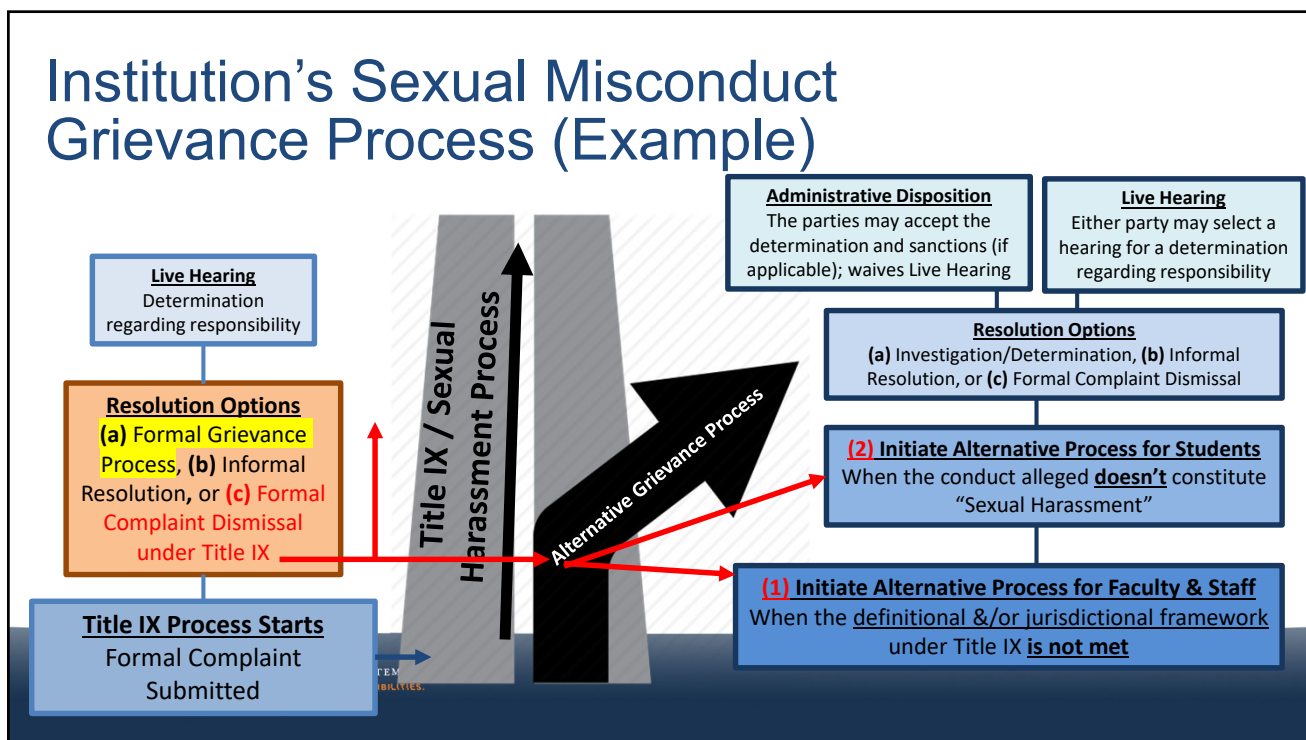 Institution’s Sexual Misconduct
Grievance Process (Example)
Live Hearing
Determination
regarding responsibility
Resolution Options
(a) Formal Grievance
Process, (b) Informal
Resolution, or (c) Formal
Complaint Dismissal
under Title IX
Title IX Process Starts
Formal Complaint
Submitted
TEM
IBILITIES.
Title IX / Sexual
Harassment Process
Alternative Grievance Process
Administrative Disposition
The parties may accept the
determination and sanctions (if
applicable); waives Live Hearing
Live Hearing
Either party may select a
hearing for a determination
regarding responsibility
Resolution Options
(a) Investigation/Determination, (b) Informal
Resolution, or (c) Formal Complaint Dismissal
(2) Initiate Alternative Process for Students
When the conduct alleged doesn’t constitute
“Sexual Harassment”
(1) Initiate Alternative Process for Faculty & Staff
When the definitional &/or jurisdictional framework
under Title IX is not met